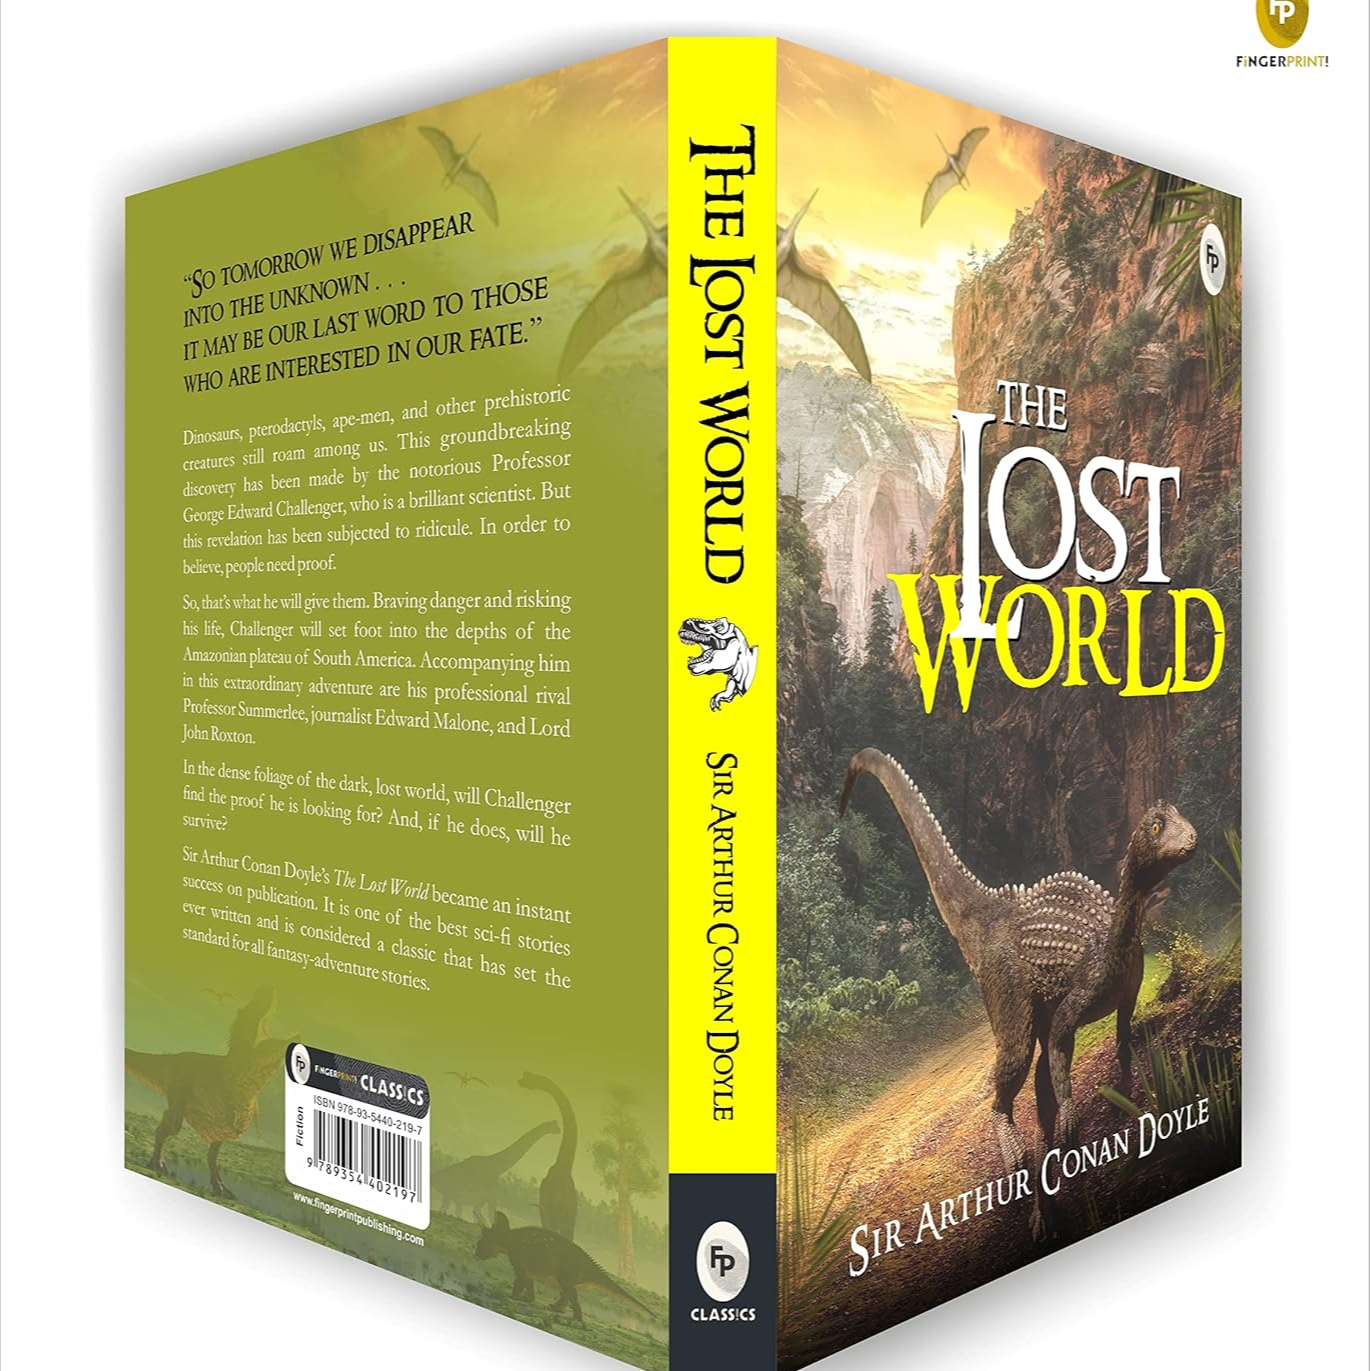 FP
FiNGERPRINT!
“SO TOMORROW WE DISAPPEAR
INTO THE UNKNOWN . . .
IT MAY BE OUR LAST WORD TO THOSE
WHO ARE INTERESTED IN OUR FATE.”
Dinosaurs, pterodactyls, ape-men, and other prehistoric
creatures still roam among us. This groundbreaking
discovery has been made by the notorious Professor
George Edward Challenger, who is a brilliant scientist. But
this revelation has been subjected to ridicule. In order to
believe, people need proof.
So, that’s what he will give them. Braving danger and risking
his life, Challenger will set foot into the depths of the
Amazonian plateau of South America. Accompanying him
in this extraordinary adventure are his professional rival
Professor Summerlee, journalist Edward Malone, and Lord
John Roxton.
In the dense foliage of the dark, lost world, will Challenger
find the proof he is looking for? And, if he does, will he
survive?
Sir Arthur Conan Doyle’s The Lost World became an instant
success on publication. It is one of the best sci-fi stories
ever written and is considered a classic that has set the
standard for all fantasy-adventure stories.
FP FiNGERPRINT! CLASS!CS
ISBN 978-93-5440-219-7
Fiction
9 789354 402197
www.fingerprintpublishing.com
THE LOST WORLD
SIR ARTHUR CONAN DOYLE
FP
CLASS!CS
FP
THE
LOST
WORLD
SIR ARTHUR CONAN DOYLE